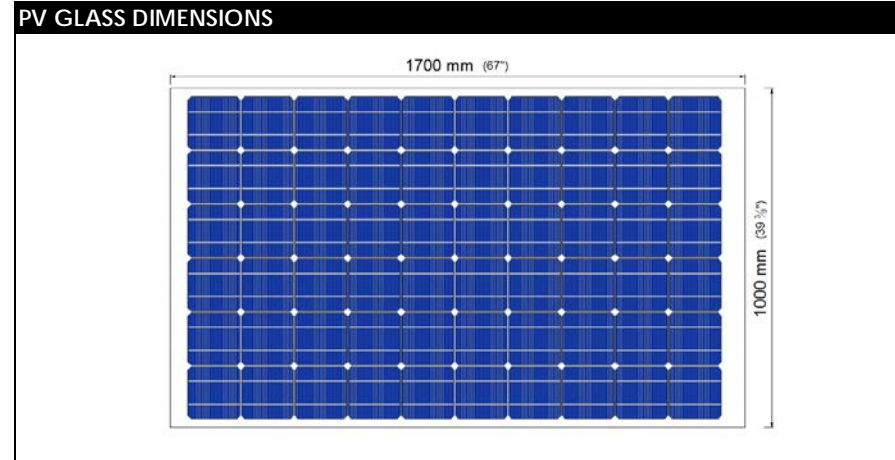 PV GLASS DIMENSIONS
1700 mm (67")
1000 mm (39 ⅜")